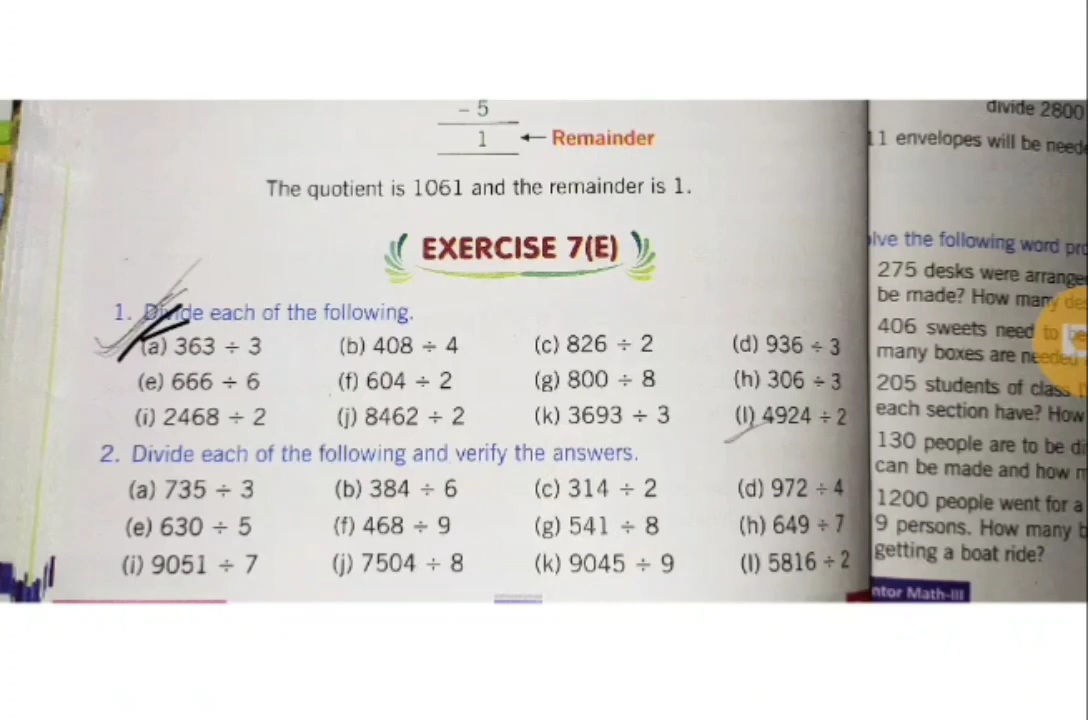 - 5
1 ← Remainder
The quotient is 1061 and the remainder is 1.
EXERCISE 7(E)
1. Divide each of the following.
(a) 363 ÷ 3 (b) 408 ÷ 4 (c) 826 ÷ 2 (d) 936 ÷ 3
(e) 666 ÷ 6 (f) 604 ÷ 2 (g) 800 ÷ 8 (h) 306 ÷ 3
(i) 2468 ÷ 2 (j) 8462 ÷ 2 (k) 3693 ÷ 3 (l) 4924 ÷ 2
2. Divide each of the following and verify the answers.
(a) 735 ÷ 3 (b) 384 ÷ 6 (c) 314 ÷ 2 (d) 972 ÷ 4
(e) 630 ÷ 5 (f) 468 ÷ 9 (g) 541 ÷ 8 (h) 649 ÷ 7
(i) 9051 ÷ 7 (j) 7504 ÷ 8 (k) 9045 ÷ 9 (l) 5816 ÷ 2
divide 2800
11 envelopes will be
the following word
275 desks were
be made? How many
406 sweets need to
many boxes are needed
205 students of class
each section have? How
130 people are to be
can be made and how
1200 people went for a
9 persons. How many
getting a boat ride?
Math-III